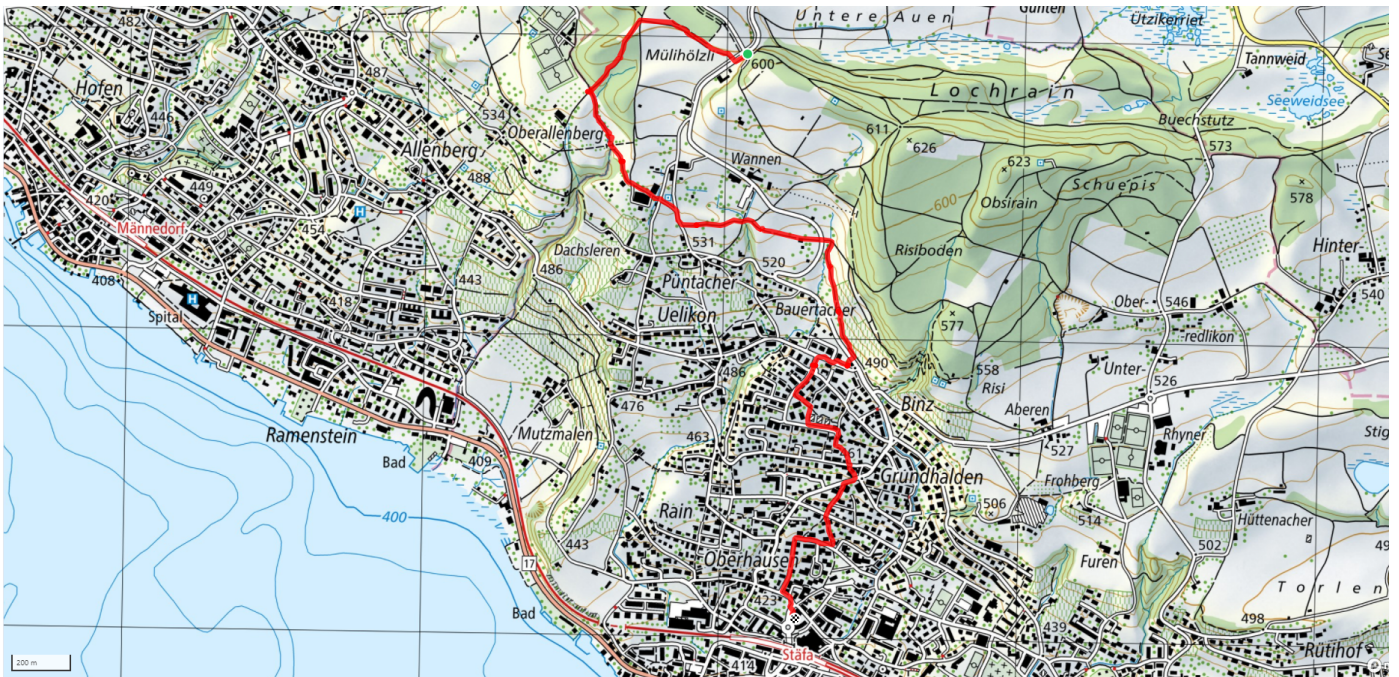 482
Untere Auen
Gunten
Utzikerriet
Hofen
487
Mülihölzli
600
Tannweid
Seeweidsee
446
534
Lochrain
Oberallenberg
611
Buechstutz
Allenberg
626
573
449
488
Wannen
623
Schuepis
578
420
Obsirain
600
Männedorf
H
454
531
Hinter-
Dachsleren
Risiboden
408
486
520
443
Püntacher
Ober-
546
540
H
418
Bauertacher
Spital
Uelikon
577
redlikon
490
486
558
Unter-
Risi
526
476
Binz
Aberen
Ramenstein
Mutzmalen
463
61
Rhyner
Stig
Bad
409
527
Grundhalden
Frohberg
400
Rain
506
514
Hüttenacher
443
502
Oberhausen
Furen
17
Torlen
Bad
423
498
439
Rütihof
Stäfa
200 m
414